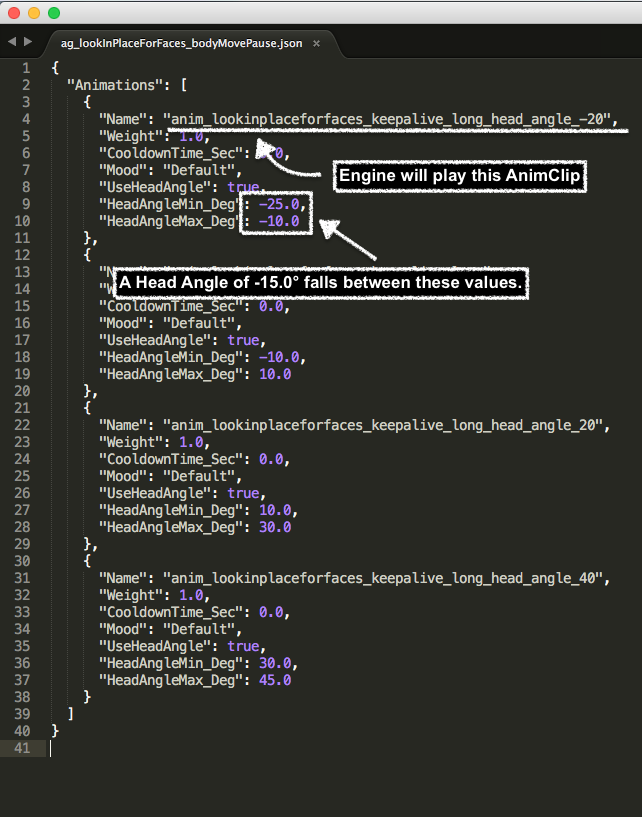 ag_lookInPlaceForFaces_bodyMovePause.json ×
1 {
2 "Animations": [
3 {
4 "Name": "anim_lookinplaceforfaces_keepalive_long_head_angle_-20",
5 "Weight": 1.0,
6 "CooldownTime_Sec": 0,
7 "Mood": "Default",
Engine will play this AnimClip
8 "UseHeadAngle": true,
9 "HeadAngleMin_Deg": -25.0,
10 "HeadAngleMax_Deg": -10.0
11 },
12 {
13
A Head Angle of -15.0° falls between these values.
14
15 "CooldownTime_Sec": 0.0,
16 "Mood": "Default",
17 "UseHeadAngle": true,
18 "HeadAngleMin_Deg": -10.0,
19 "HeadAngleMax_Deg": 10.0
20 },
21 {
22 "Name": "anim_lookinplaceforfaces_keepalive_long_head_angle_20",
23 "Weight": 1.0,
24 "CooldownTime_Sec": 0.0,
25 "Mood": "Default",
26 "UseHeadAngle": true,
27 "HeadAngleMin_Deg": 10.0,
28 "HeadAngleMax_Deg": 30.0
29 },
30 {
31 "Name": "anim_lookinplaceforfaces_keepalive_long_head_angle_40",
32 "Weight": 1.0,
33 "CooldownTime_Sec": 0.0,
34 "Mood": "Default",
35 "UseHeadAngle": true,
36 "HeadAngleMin_Deg": 30.0,
37 "HeadAngleMax_Deg": 45.0
38 }
39 ]
40 }
41